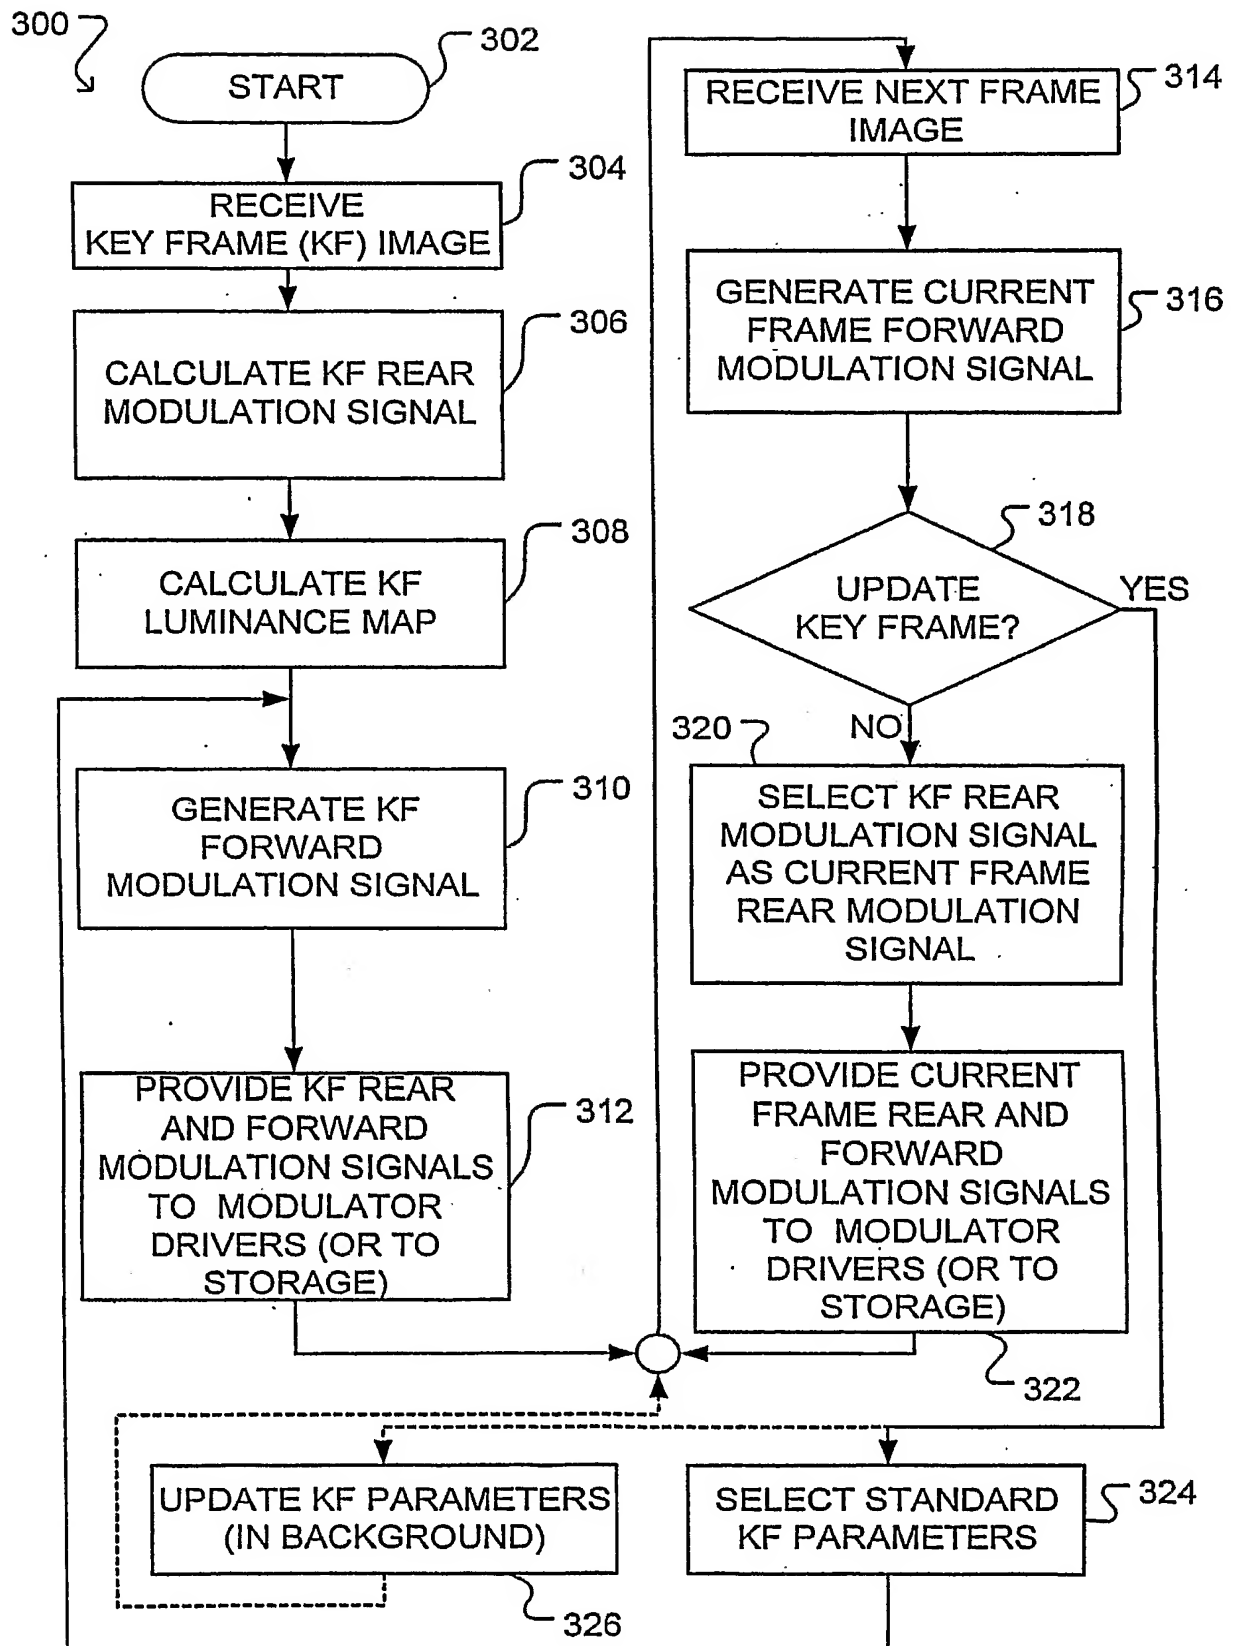 300
START
302
RECEIVE
KEY FRAME (KF) IMAGE
304
CALCULATE KF REAR
MODULATION SIGNAL
306
CALCULATE KF
LUMINANCE MAP
308
GENERATE KF
FORWARD
MODULATION SIGNAL
310
PROVIDE KF REAR
AND FORWARD
MODULATION SIGNALS
TO MODULATOR
DRIVERS (OR TO
STORAGE)
312
RECEIVE NEXT FRAME
IMAGE
314
GENERATE CURRENT
FRAME FORWARD
MODULATION SIGNAL
316
UPDATE
KEY FRAME?
318
YES
NO
320
SELECT KF REAR
MODULATION SIGNAL
AS CURRENT FRAME
REAR MODULATION
SIGNAL
PROVIDE CURRENT
FRAME REAR AND
FORWARD
MODULATION SIGNALS
TO MODULATOR
DRIVERS (OR TO
STORAGE)
322
UPDATE KF PARAMETERS
(IN BACKGROUND)
326
SELECT STANDARD
KF PARAMETERS
324